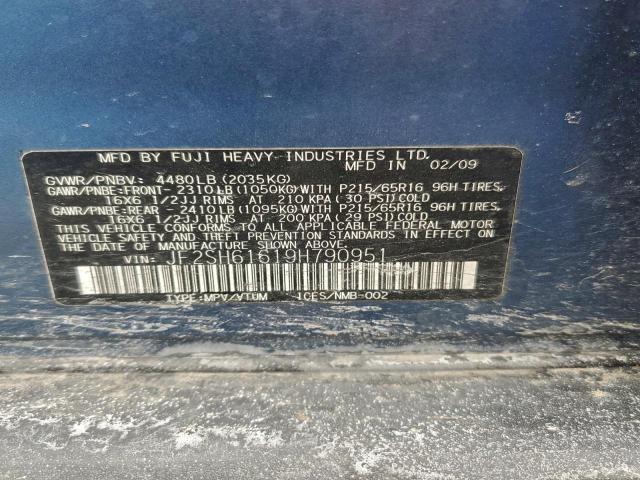 MFD BY FUJI HEAVY INDUSTRIES LTD.
MFD IN 02/09
GVWR/PNBV: 4480LB (2035KG)
GAWR/PNBE:FRONT- 2310LB(1050KG)WITH P215/65R16 96H TIRES,
16X6 1/2JJ RIMS AT 210 KPA(30 PSI)COLD
GAWR/PNBE:REAR - 2410LB(1095KG)WITH P215/65R16 96H TIRES,
16X6 1/2JJ RIMS AT 200 KPA(29 PSI)COLD
THIS VEHICLE CONFORMS TO ALL APPLICABLE FEDERAL MOTOR
VEHICLE SAFETY AND THEFT PREVENTION STANDARDS IN
EFFECT ON THE DATE OF MANUFACTURE SHOWN ABOVE.
VIN: JF2SH61619H790951
TYPE:MPV/VTUM ICES/NMB-002